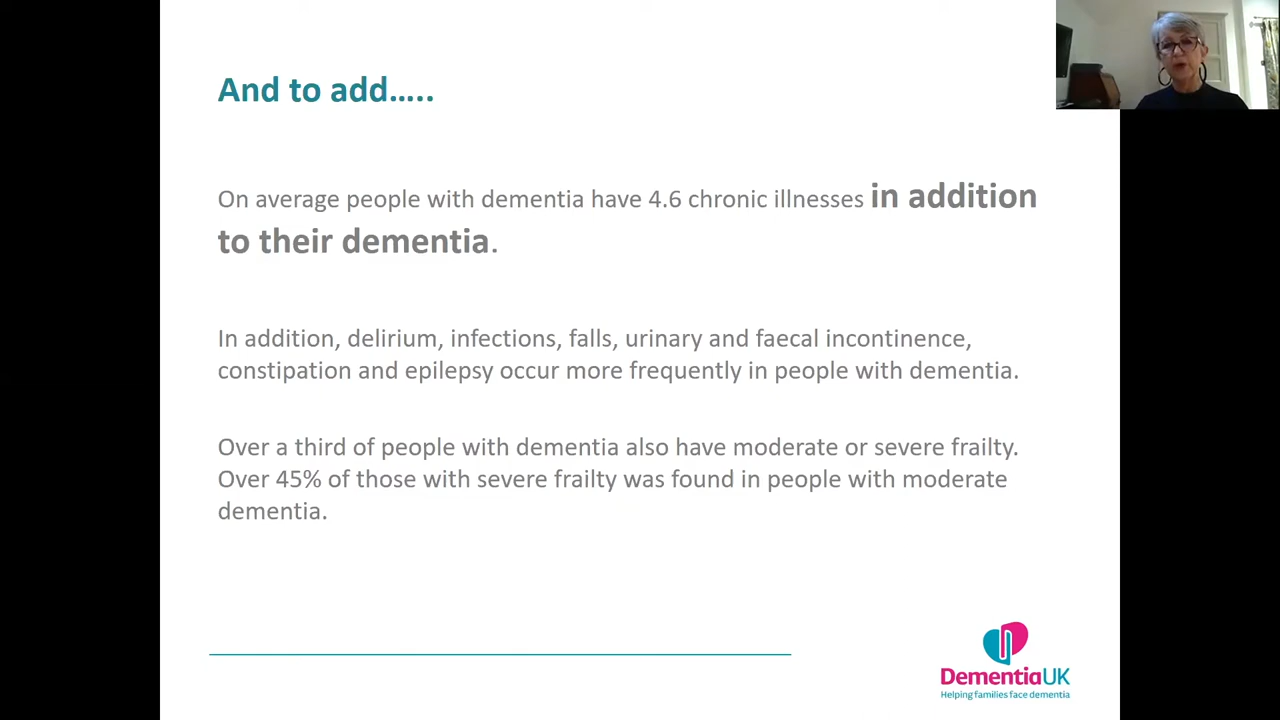 And to add.....
On average people with dementia have 4.6 chronic illnesses in addition
to their dementia.
In addition, delirium, infections, falls, urinary and faecal incontinence,
constipation and epilepsy occur more frequently in people with dementia.
Over a third of people with dementia also have moderate or severe frailty.
Over 45% of those with severe frailty was found in people with moderate
dementia.
DementiaUK
Helping families face dementia